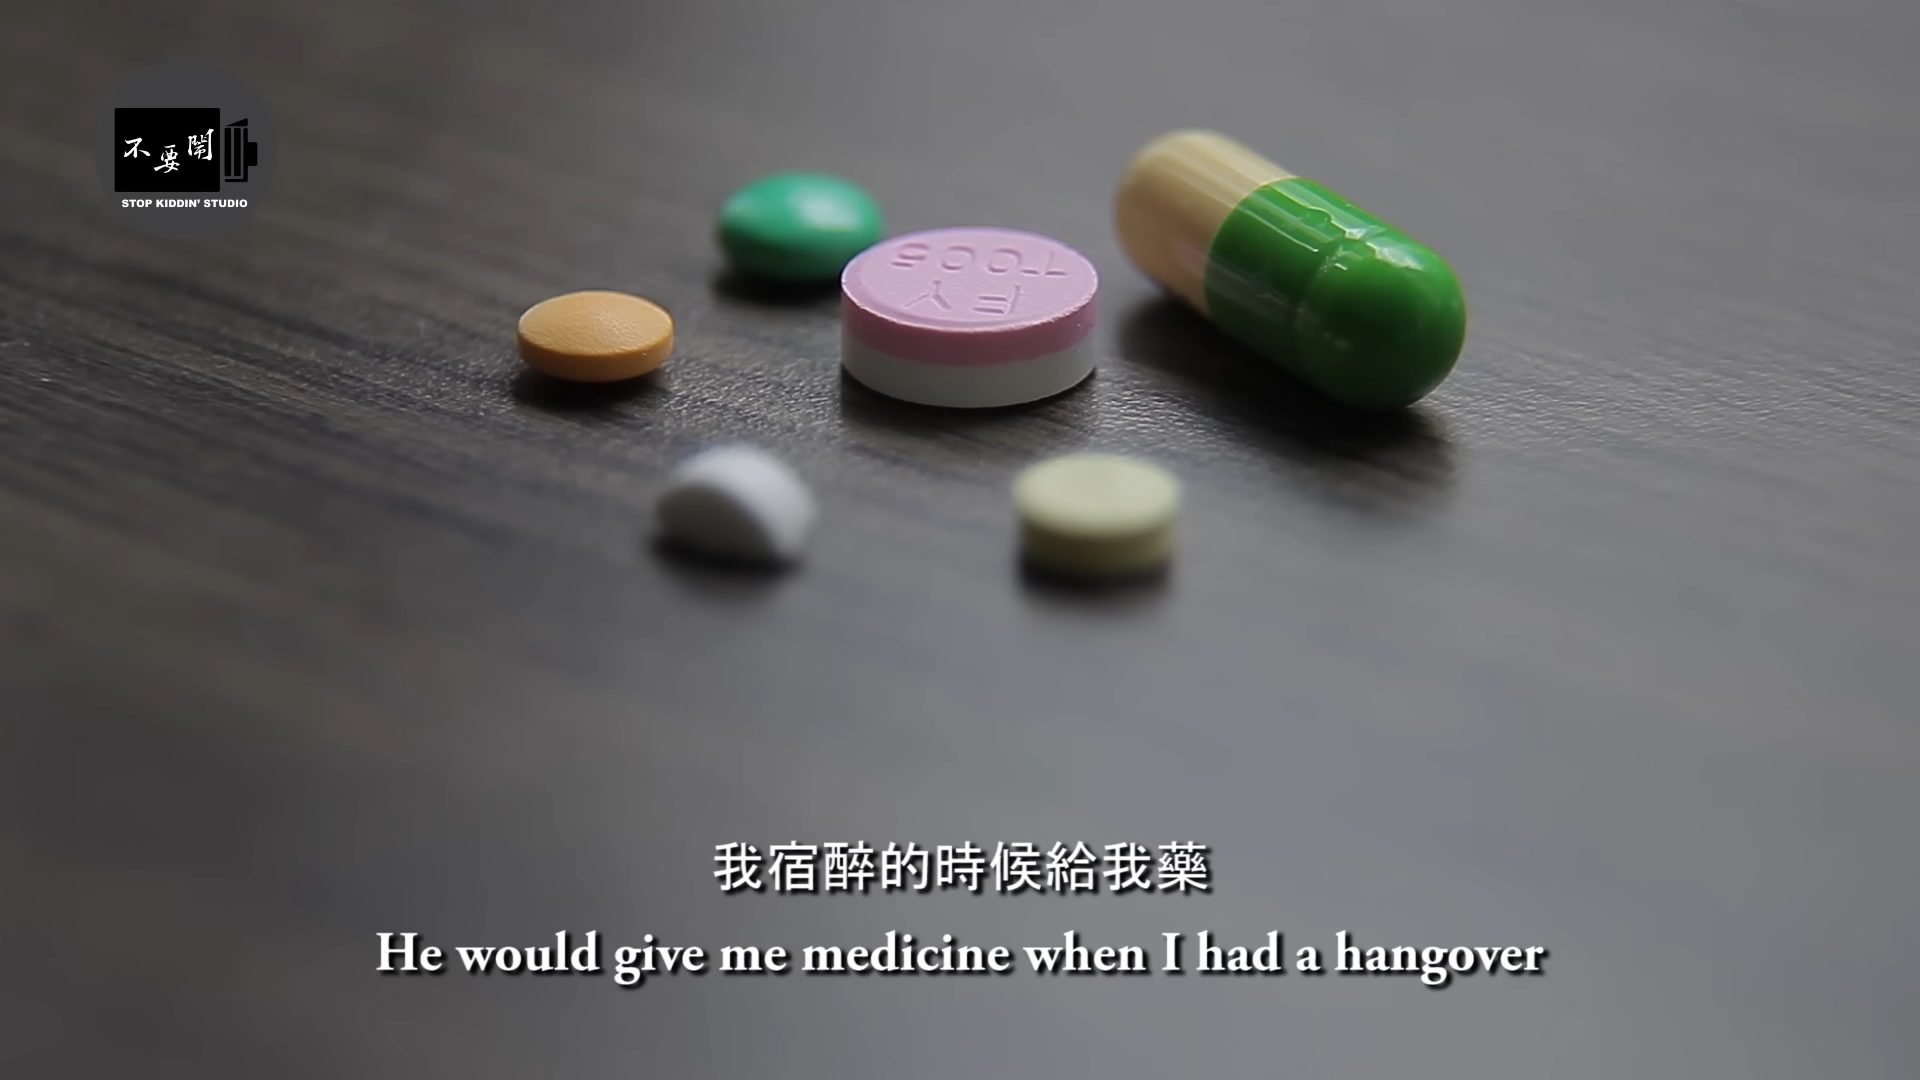 不要鬧
STOP KIDDIN' STUDIO
EY
T005
我宿醉的時候給我藥
He would give me medicine when I had a hangover